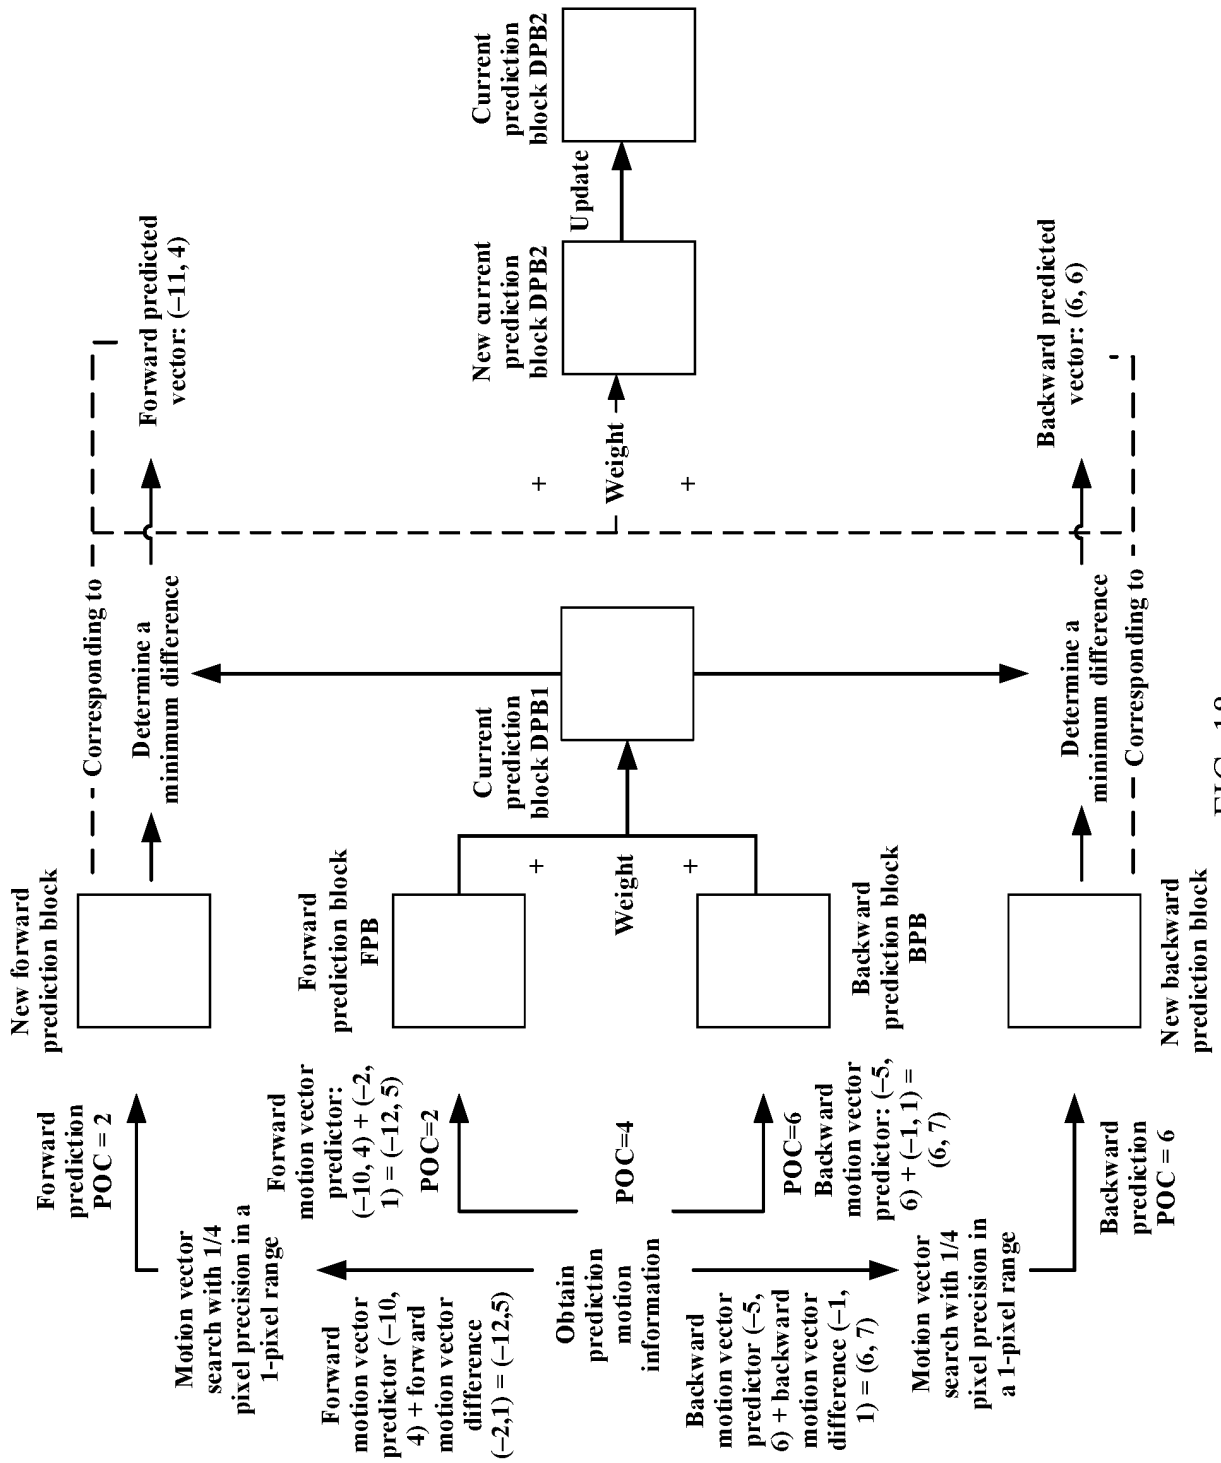 New forward
prediction block
Forward
prediction
POC = 2
Motion vector
search with 1/4
pixel precision in a
1-pixel range
Corresponding to
Determine a
minimum difference
Forward predicted
vector: (–11, 4)
Forward
motion vector
predictor (–10,
4) + forward
motion vector
difference
(–2,1) = (–12,5)
Forward
motion vector
predictor:
(–10, 4) + (–2,
1) = (–12, 5)
POC=2
Forward
prediction block
FPB
Obtain
prediction
motion
information
POC=4
+
Weight
+
Current
prediction
block DPB1
+
Weight
+
New current
prediction
block DPB2
Update
Current
prediction
block DPB2
Backward
motion vector
predictor (–5,
6) + backward
motion vector
difference (–1,
1) = (6, 7)
POC=6
Backward
motion vector
predictor: (–5,
6) + (–1, 1) =
(6, 7)
Backward
prediction block
BPB
Motion vector
search with 1/4
pixel precision in
a 1-pixel range
Backward
prediction
POC = 6
New backward
prediction block
Determine a
minimum difference
Corresponding to
Backward predicted
vector: (6, 6)
FIG.